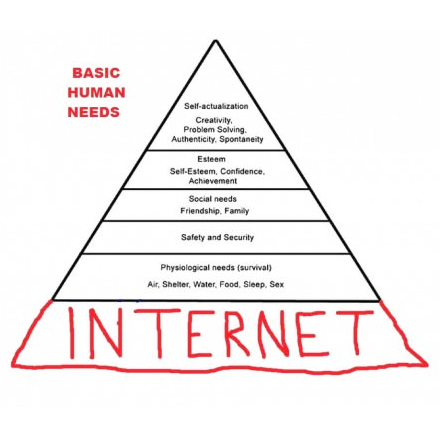 BASIC
HUMAN
NEEDS
Self-actualization
Creativity,
Problem Solving,
Authenticity, Spontaneity
Esteem
Self-Esteem, Confidence,
Achievement
Social needs
Friendship, Family
Safety and Security
Physiological needs (survival)
Air, Shelter, Water, Food, Sleep, Sex
INTERNET